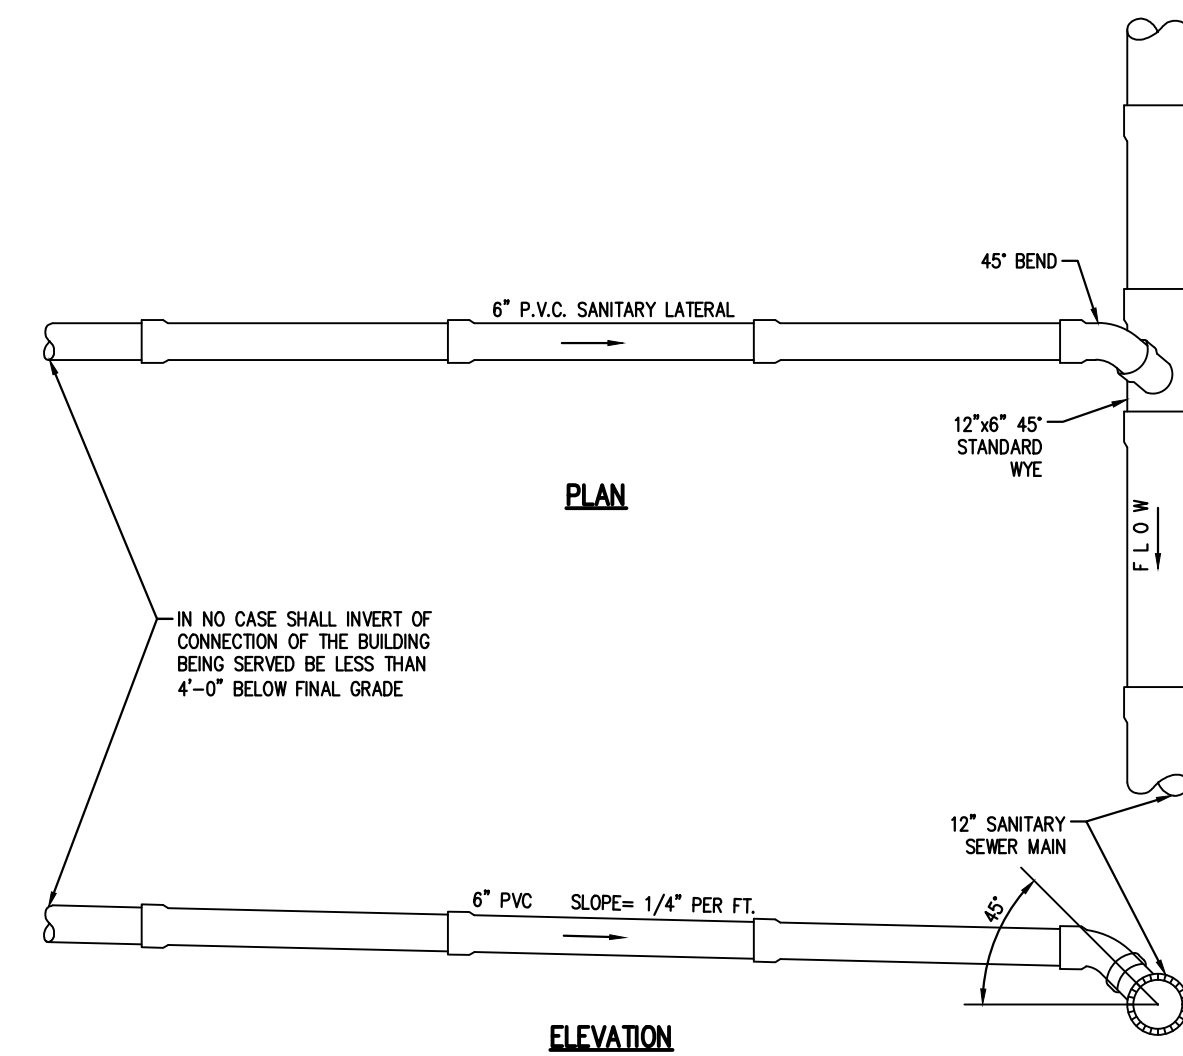 45° BEND
6" P.V.C. SANITARY LATERAL
12"x6" 45°
STANDARD
WYE
PLAN
FLOW
IN NO CASE SHALL INVERT OF
CONNECTION OF THE BUILDING
BEING SERVED BE LESS THAN
4'-0" BELOW FINAL GRADE
12" SANITARY
SEWER MAIN
6" PVC SLOPE= 1/4" PER FT.
45°
ELEVATION